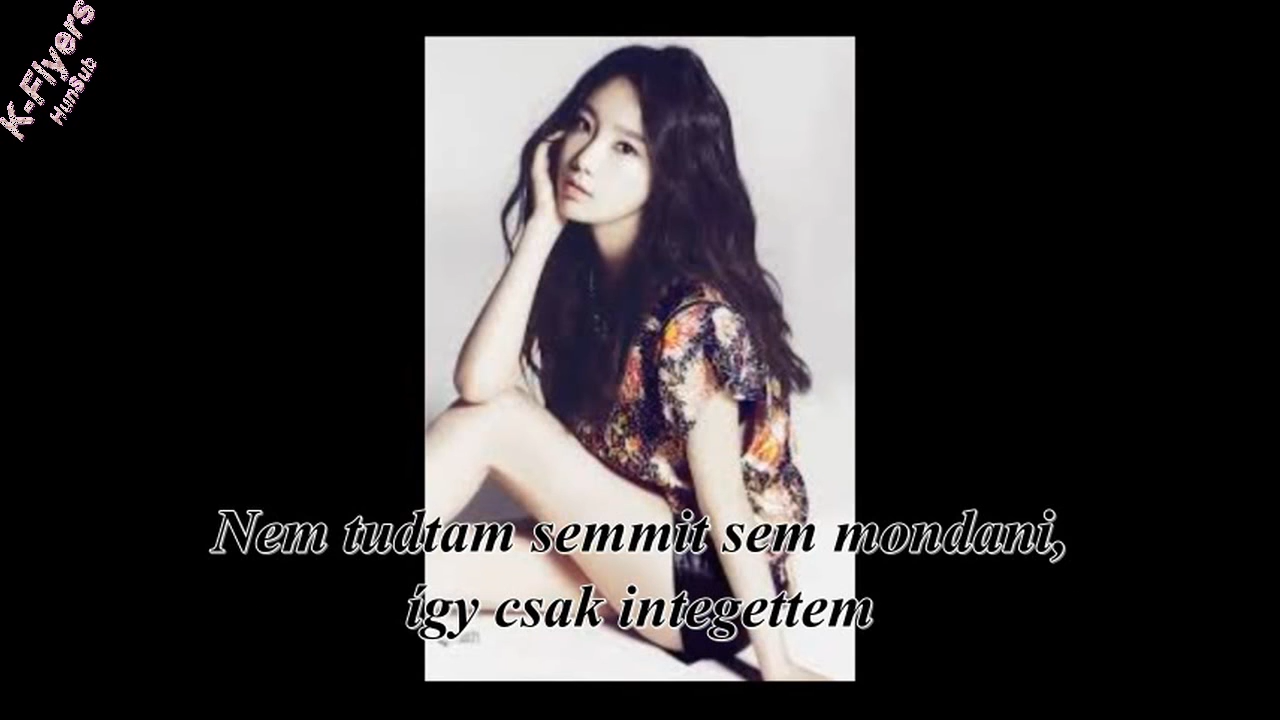 K-Flyers
HunSub
Nem tudtam semmit sem mondani,
így csak integettem